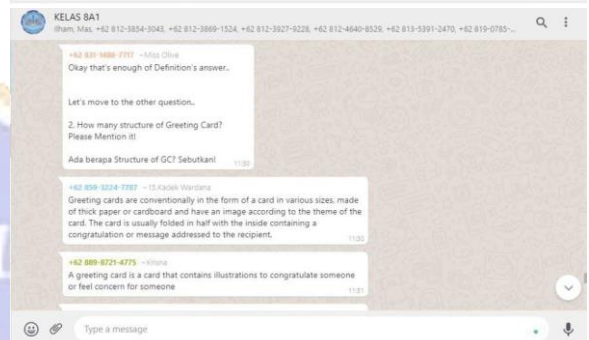 KELAS 8A1
Ilham, Mas, +62 812-3854-3043, +62 812-3869-1524, +62 812-3927-9228, +62 812-4640-8529, +62 813-5391-2470, +62 819-0785-...
+62 831-1488-7717 ~Miss Olive
Okay that's enough of Definition's answer..
Let's move to the other question..
2. How many structure of Greeting Card?
Please Mention it!
Ada berapa Structure of GC? Sebutkan!
11:30
+62 859-3224-7787 ~15.Kadek Wardana
Greeting cards are conventionally in the form of a card in various sizes, made
of thick paper or cardboard and have an image according to the theme of the
card. The card is usually folded in half with the inside containing a
congratulation or message addressed to the recipient.
11:30
+62 889-8721-4775 ~Kirona
A greeting card is a card that contains illustrations to congratulate someone
or feel concern for someone
11:31
Type a message